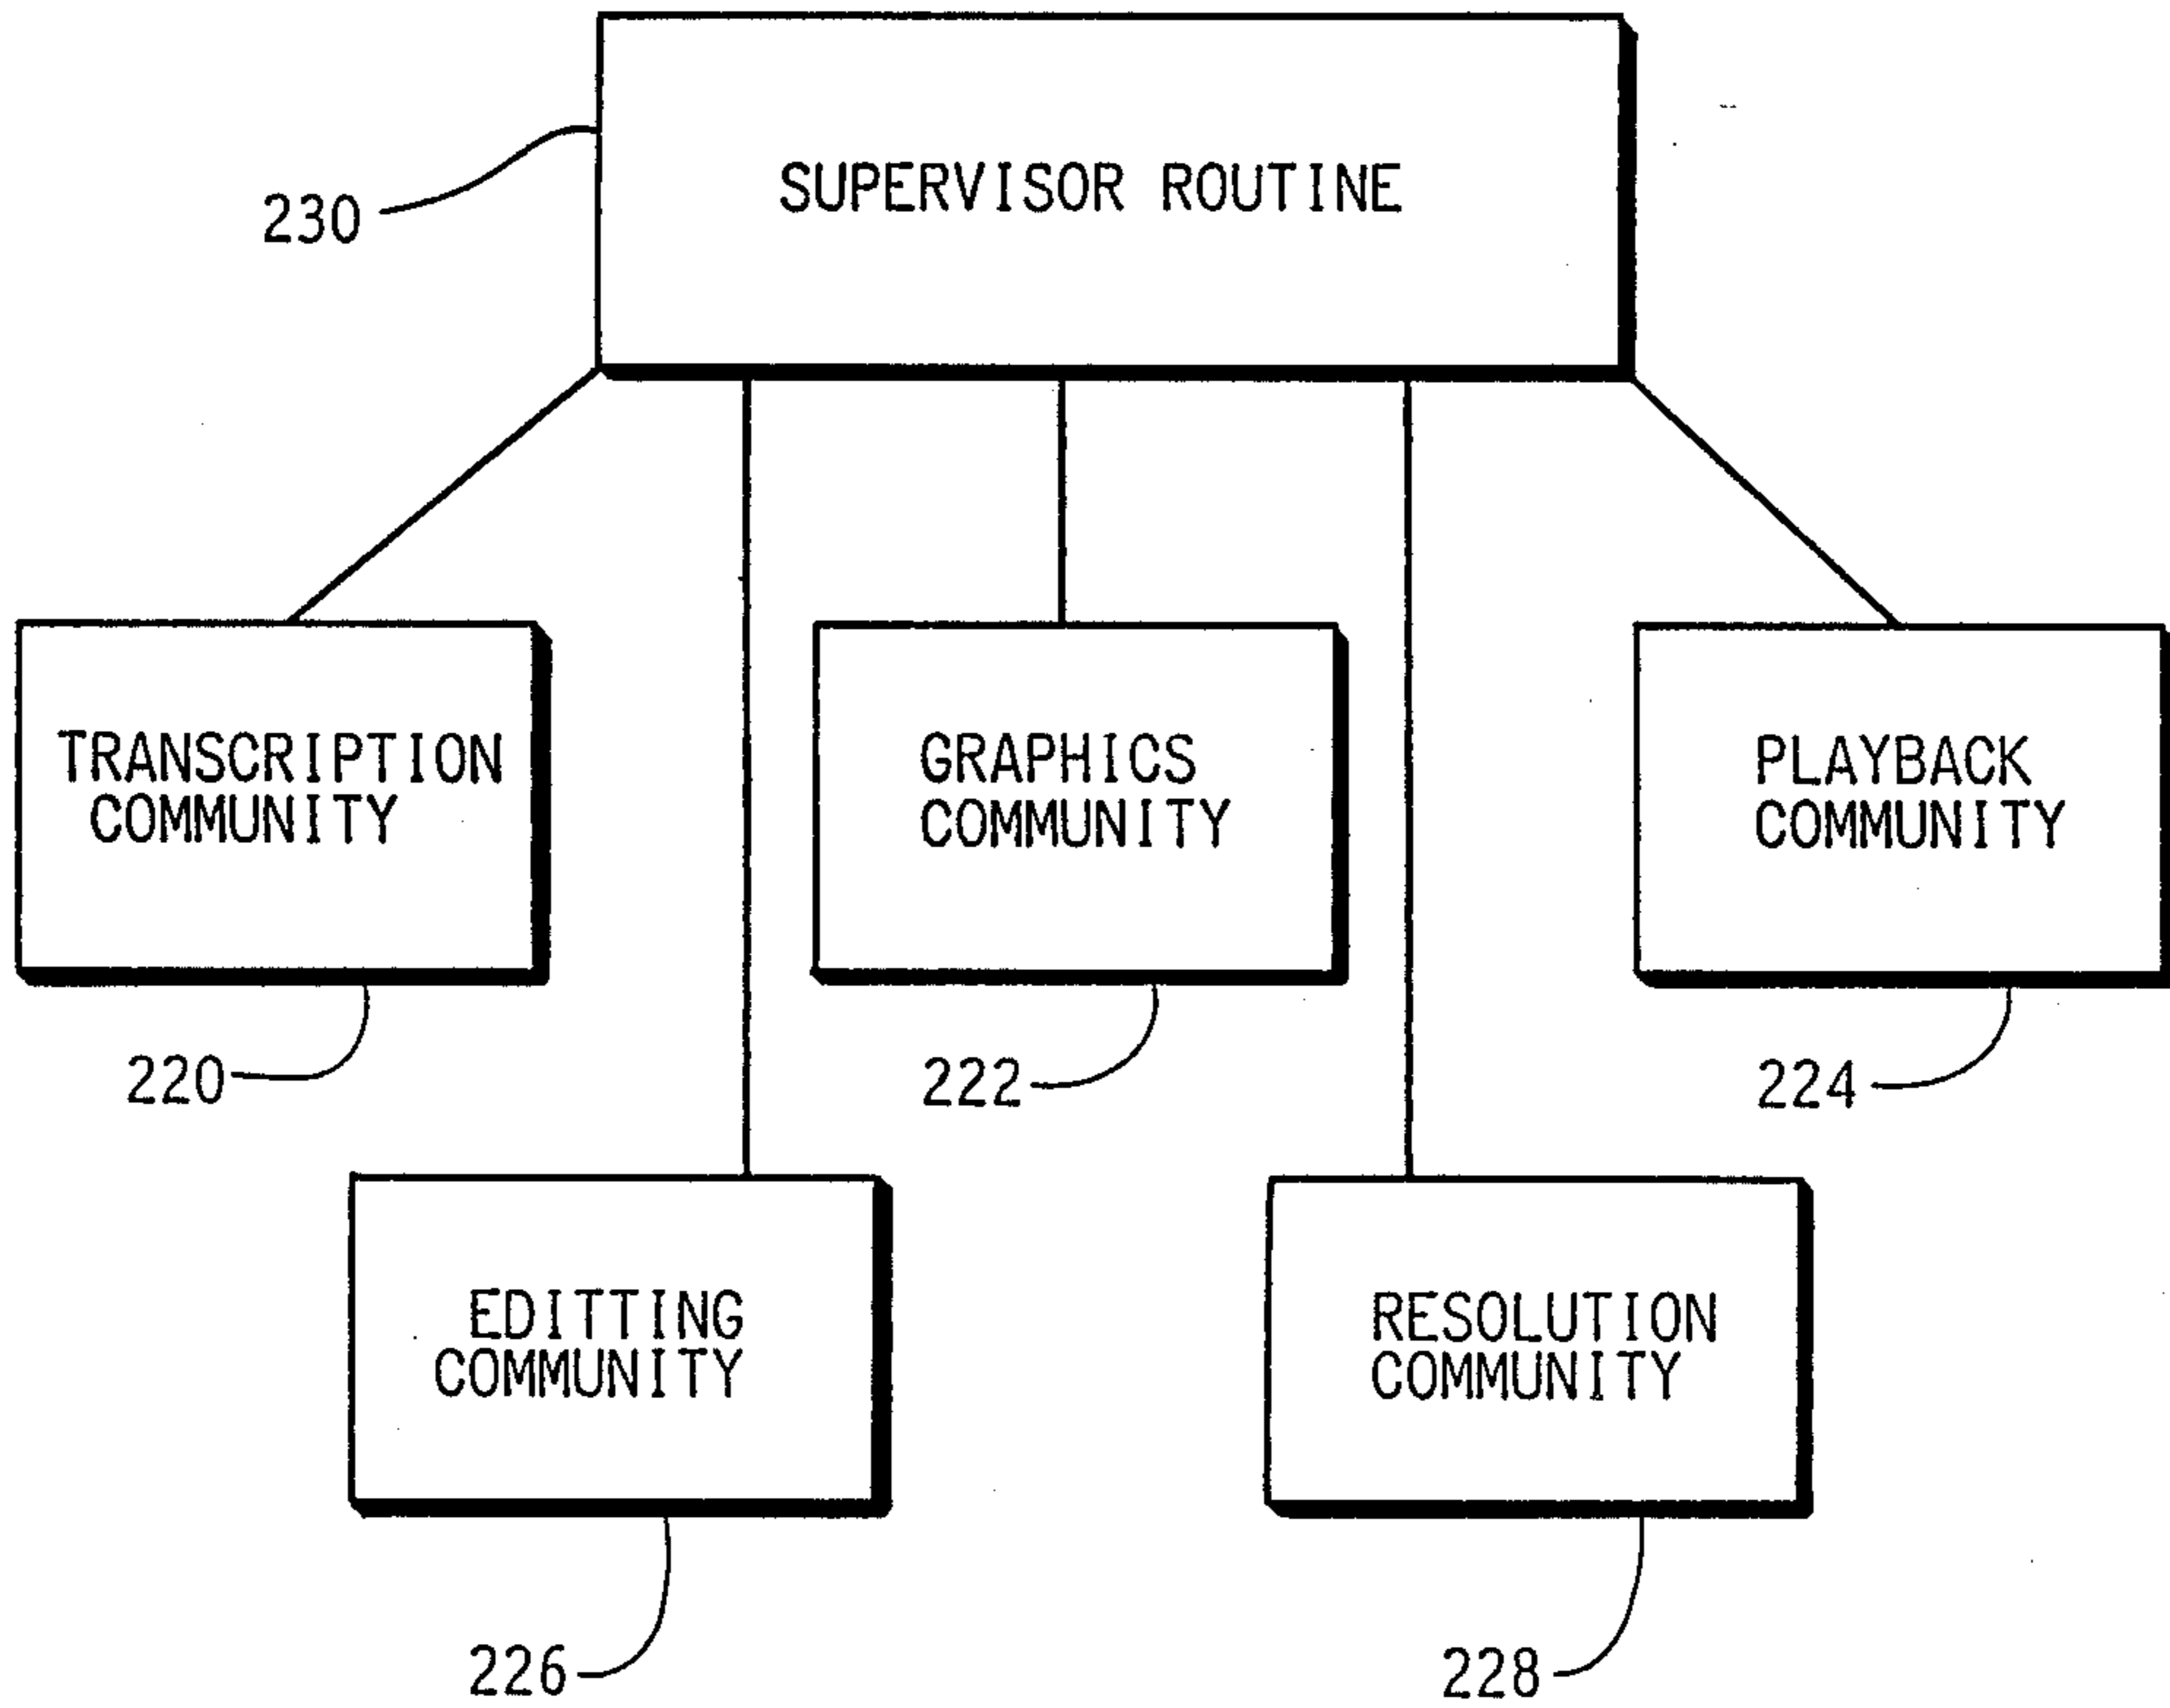 SUPERVISOR ROUTINE
230
TRANSCRIPTION
COMMUNITY
GRAPHICS
COMMUNITY
PLAYBACK
COMMUNITY
220
222
224
EDITTING
COMMUNITY
RESOLUTION
COMMUNITY
226
228